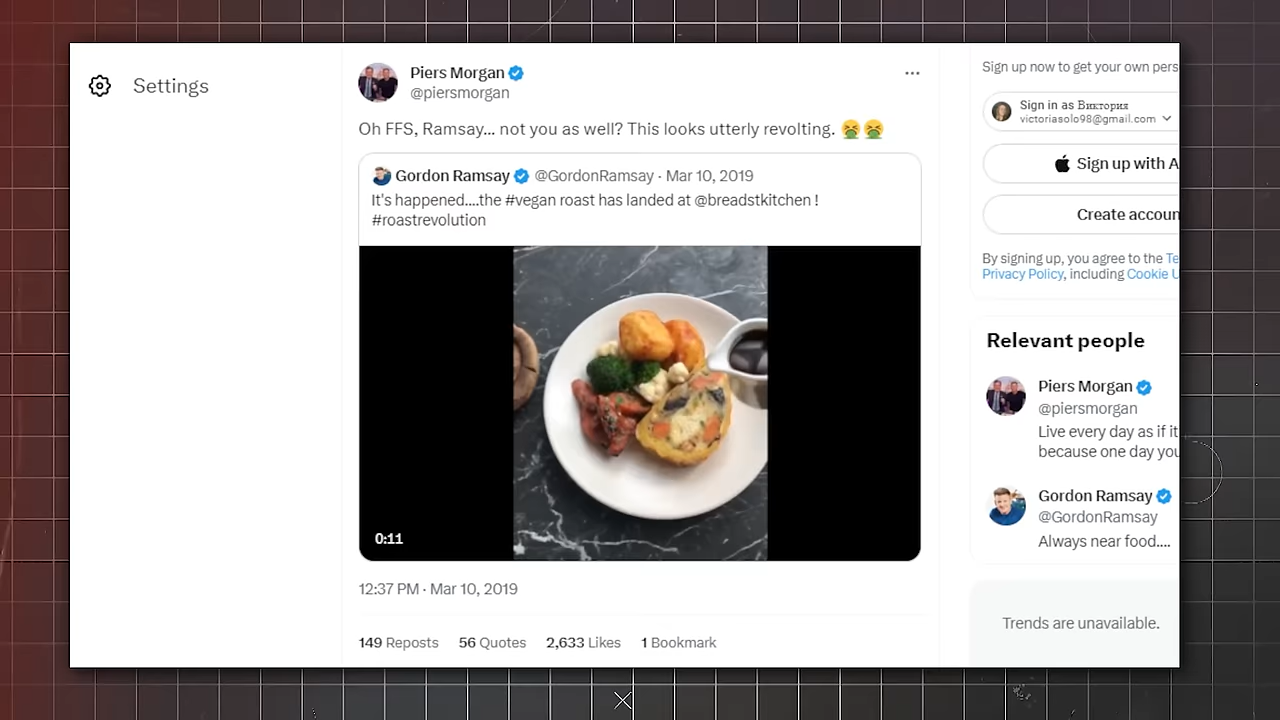 Settings
Piers Morgan
@piersmorgan
Oh FFS, Ramsay... not you as well? This looks utterly revolting. 🤮🤮
Gordon Ramsay @GordonRamsay · Mar 10, 2019
It's happened....the #vegan roast has landed at @breadstkitchen !
#roastrevolution
0:11
12:37 PM · Mar 10, 2019
149 Reposts 56 Quotes 2,633 Likes 1 Bookmark
Sign up now to get your own pers
Sign in as Виктория
victoriasolo98@gmail.com
Sign up with A
Create accoun
By signing up, you agree to the Te
Privacy Policy, including Cookie U
Relevant people
Piers Morgan
@piersmorgan
Live every day as if it
because one day you
Gordon Ramsay
@GordonRamsay
Always near food....
Trends are unavailable.